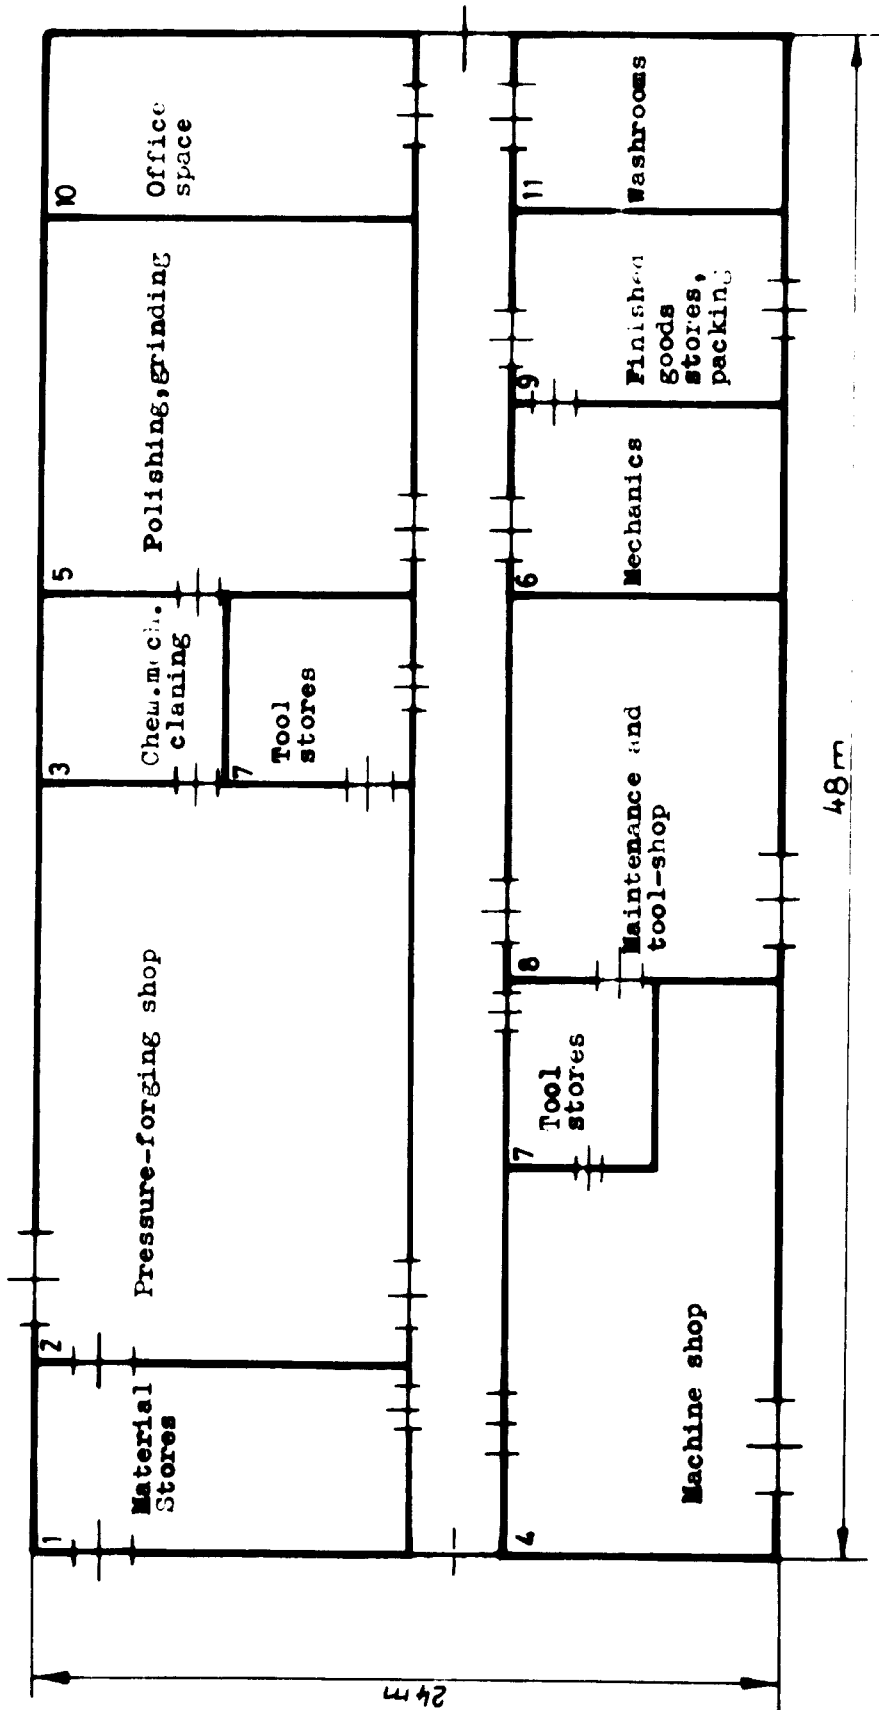 1
Material
Stores
2
Pressure-forging shop
3
claning
7
Tool
stores
5
Polishing,grinding
10
Office
space
4
Machine shop
7
Tool
stores
8
Maintenance and
tool-shop
6
Mechanics
9
Finished
goods
stores,
packing
11
Washrooms
48m
24m